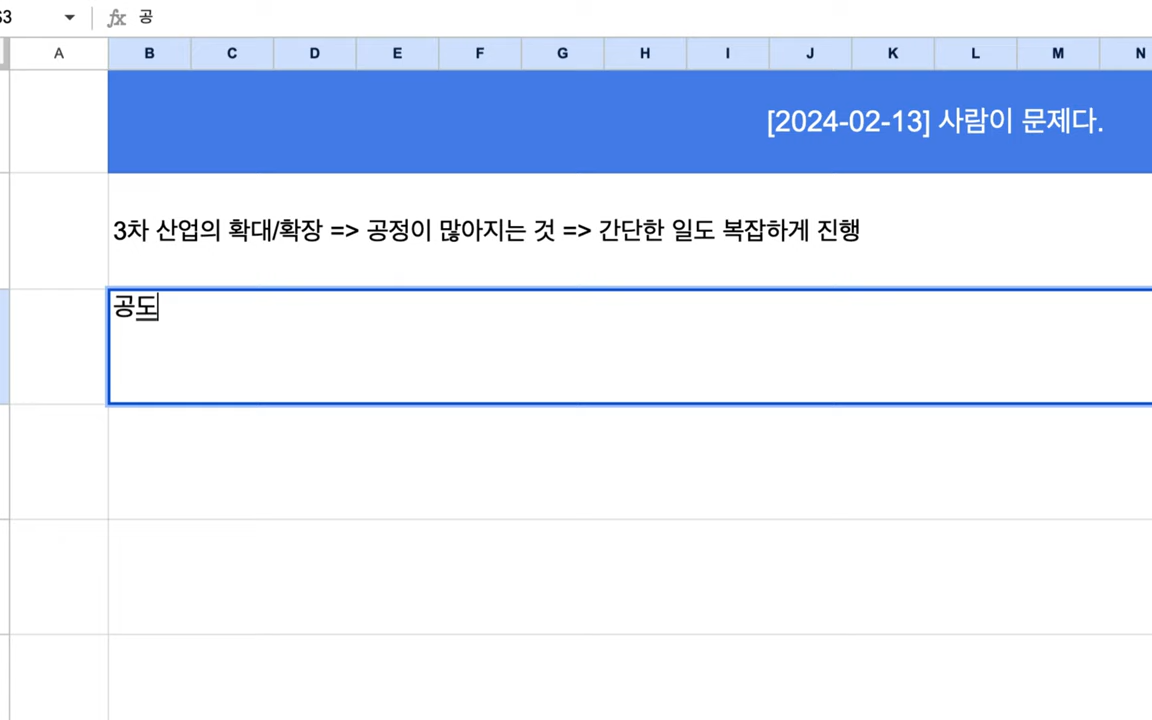 3
fx 공
A B C D E F G H I J K L M N
[2024-02-13] 사람이 문제다.
3차 산업의 확대/확장 => 공정이 많아지는 것 => 간단한 일도 복잡하게 진행
공도